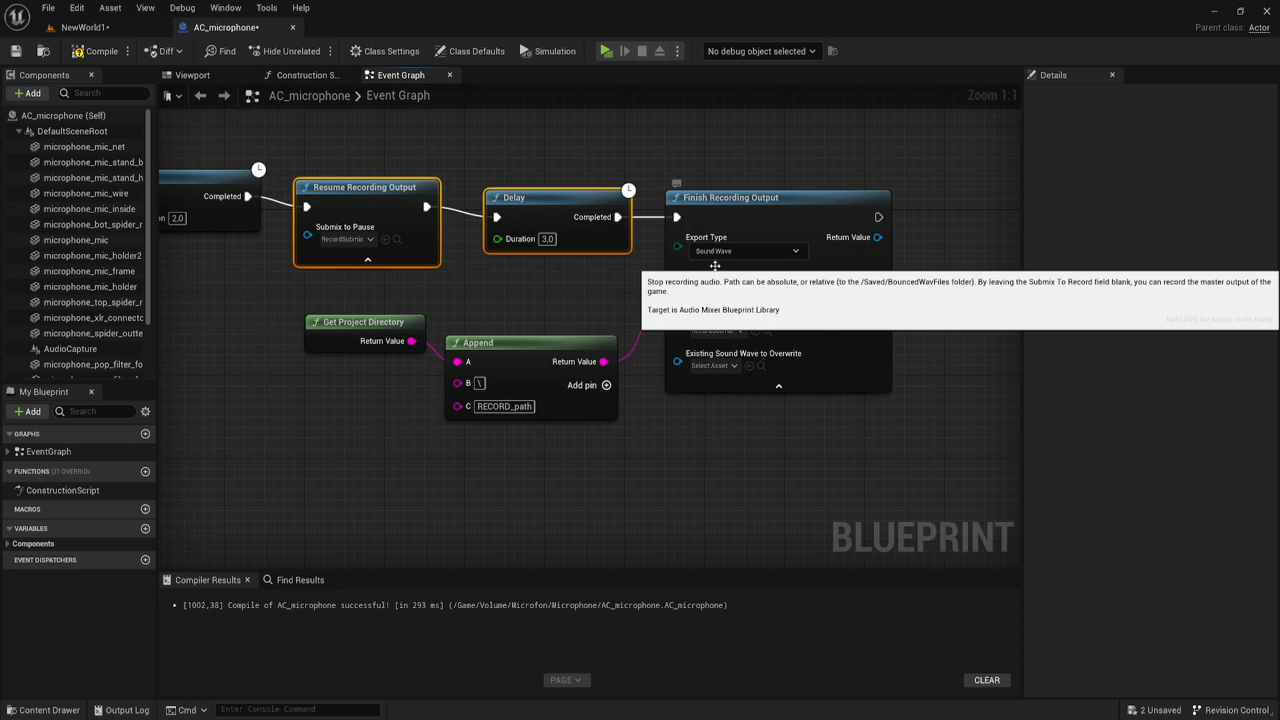 File Edit Asset View Debug Window Tools Help
NewWorld1•
AC_microphone•
Parent class: Actor
Compile
Diff
Find
Hide Unrelated
Class Settings
Class Defaults
Simulation
No debug object selected
Components
Viewport
Construction S...
Event Graph
Details
Add
Search
AC_microphone > Event Graph
Zoom 1:1
AC_microphone (Self)
DefaultSceneRoot
microphone_mic_net
microphone_mic_stand_b
microphone_mic_stand_h
microphone_mic_wire
microphone_mic_inside
microphone_bot_spider_r
microphone_mic
microphone_mic_holder2
microphone_mic_frame
microphone_mic_holder
microphone_top_spider_r
microphone_xlr_connectc
microphone_spider_outte
AudioCapture
microphone_pop_filter_fo
Completed
2,0
Resume Recording Output
Submix to Pause
RecordSubmix
Delay
Completed
Duration 3,0
Finish Recording Output
Export Type
Sound Wave
Return Value
Stop recording audio. Path can be absolute, or relative (to the /Saved/BouncedWavFiles folder). By leaving the Submix To Record field blank, you can record the master output of the
game.
Target is Audio Mixer Blueprint Library
Existing Sound Wave to Overwrite
Select Asset
Get Project Directory
Return Value
Append
A
Return Value
B \
Add pin
C RECORD_path
My Blueprint
Add
Search
GRAPHS
EventGraph
FUNCTIONS (21 OVERRIDA
ConstructionScript
MACROS
VARIABLES
Components
EVENT DISPATCHERS
BLUEPRINT
Compiler Results
Find Results
[1002,38] Compile of AC_microphone successful! [in 293 ms] (/Game/Volume/Microfon/Microphone/AC_microphone.AC_microphone)
PAGE
CLEAR
Content Drawer
Output Log
Cmd
Enter Console Command
2 Unsaved
Revision Control